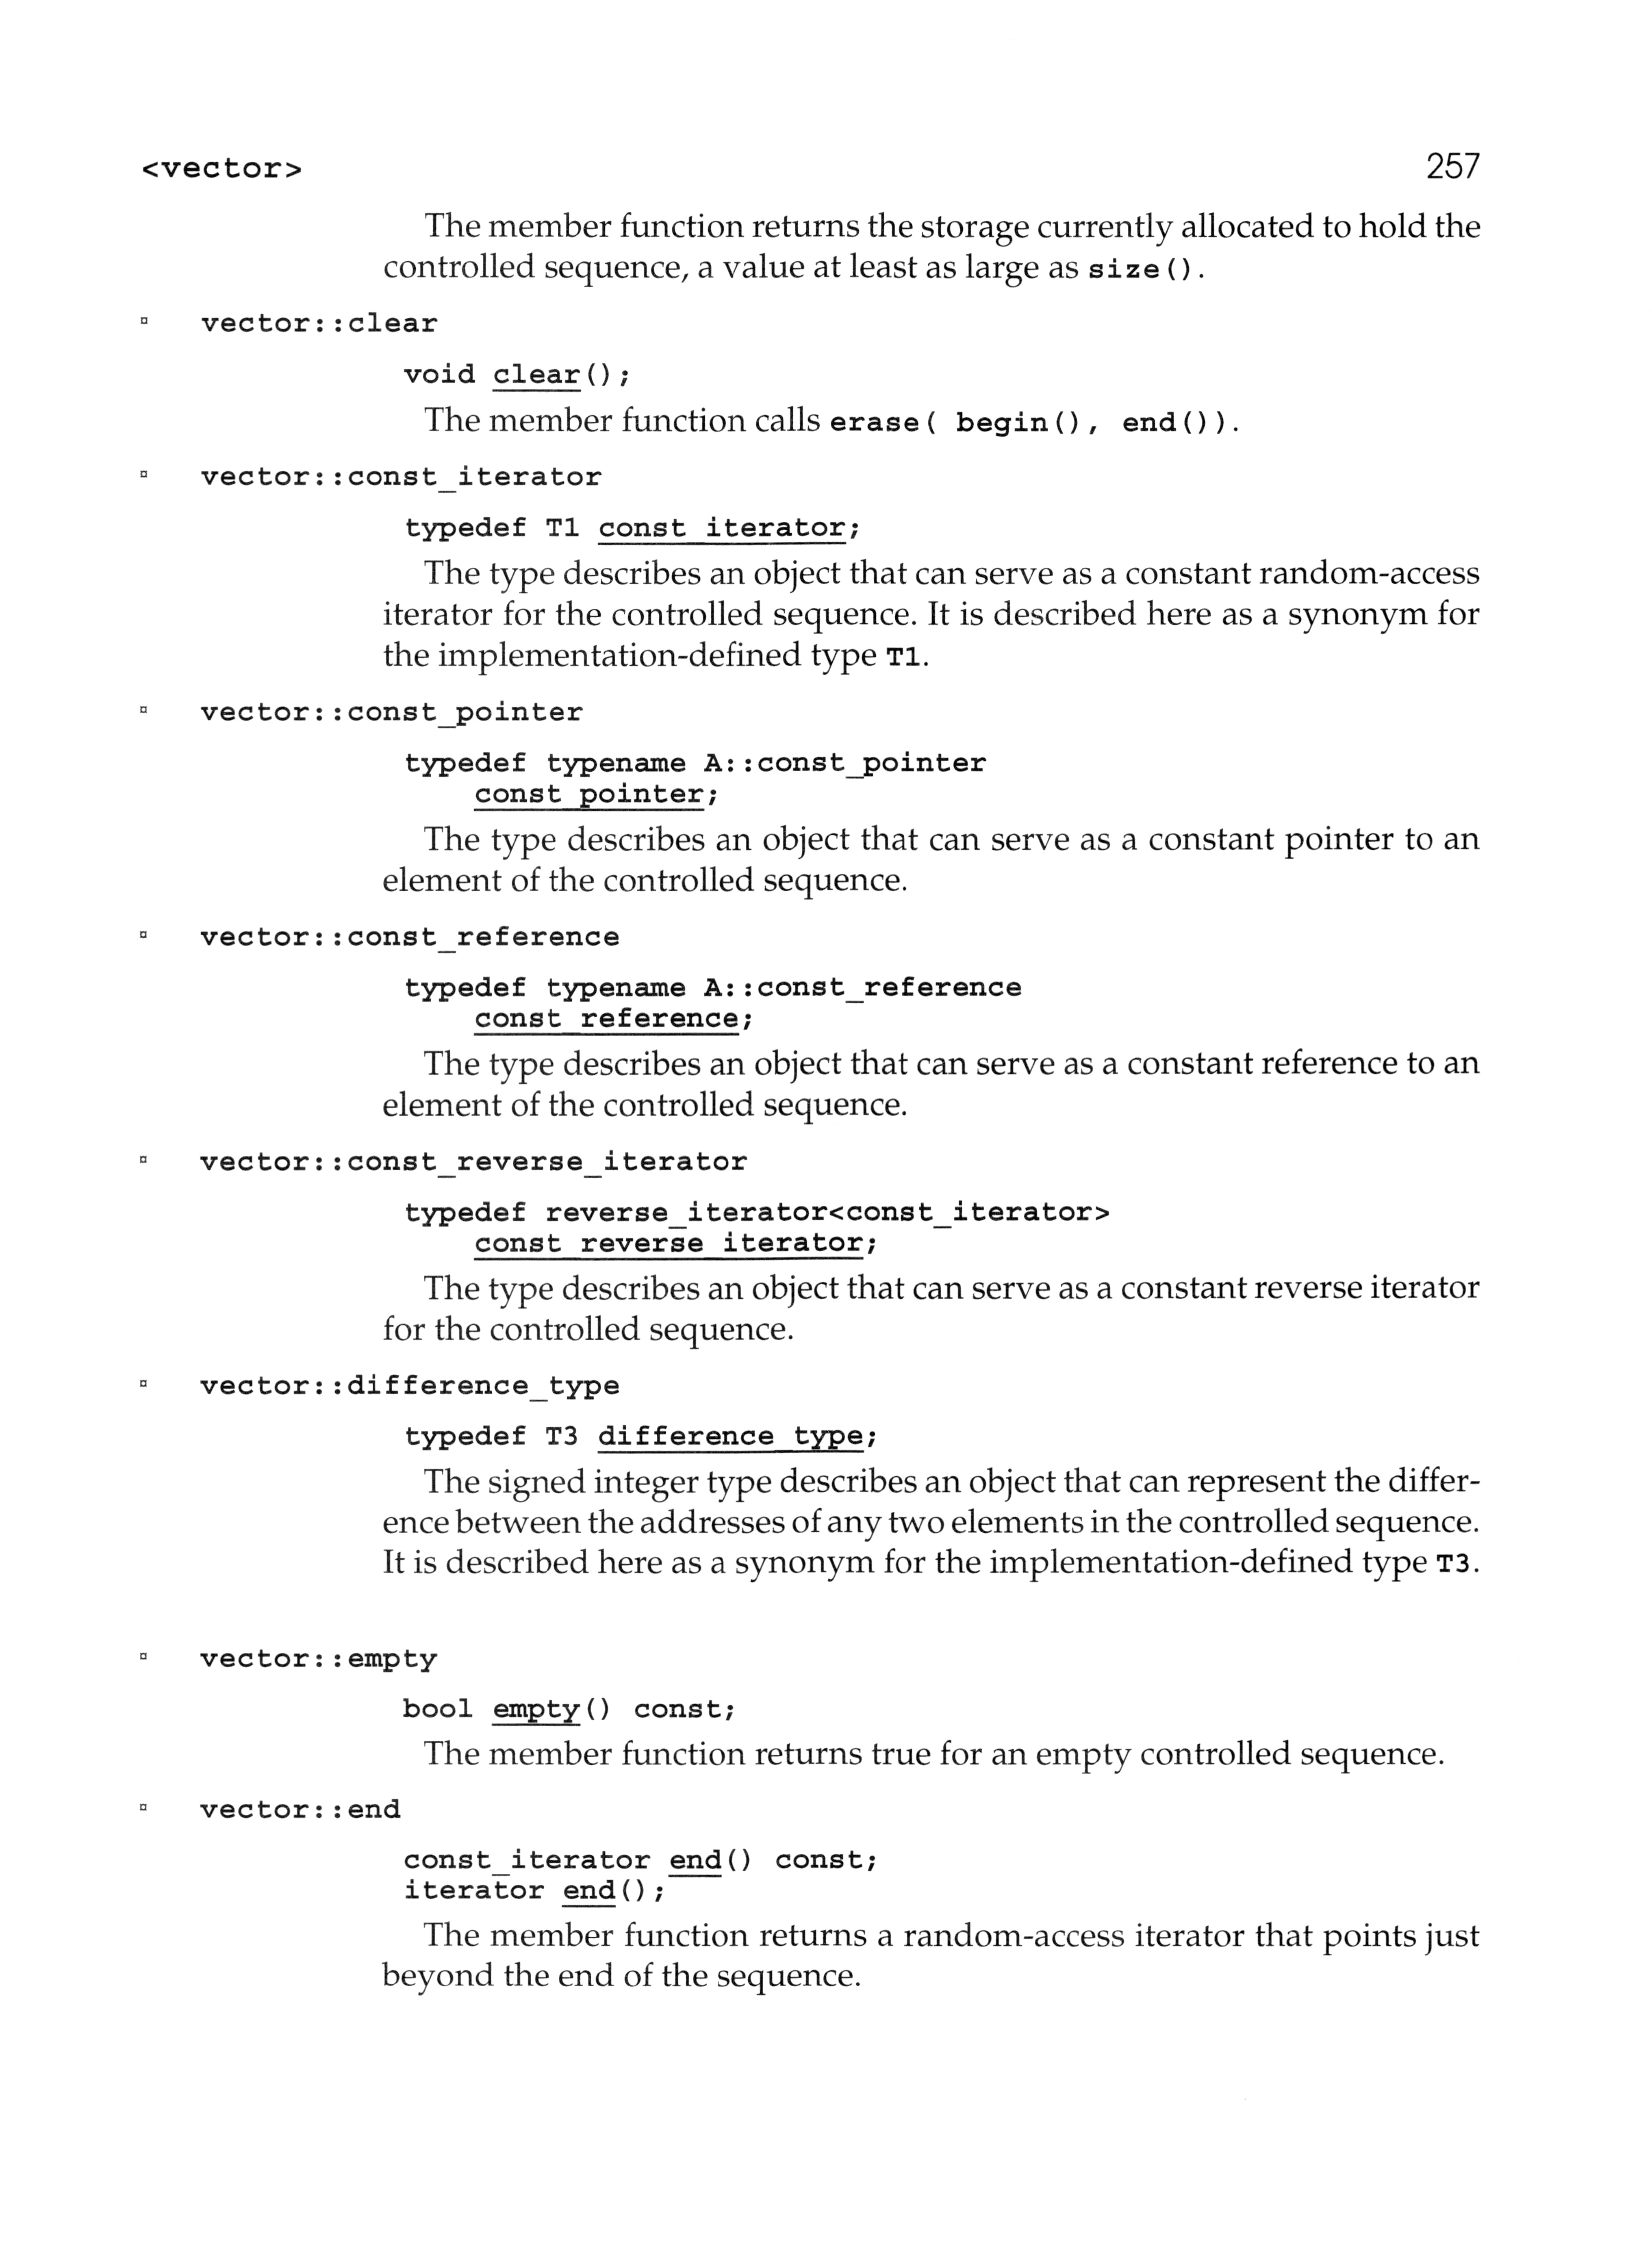 <vector> 257
The member function returns the storage currently allocated to hold the
controlled sequence, a value at least as large as size().
▫ vector::clear
void clear();
The member function calls erase( begin(), end()).
▫ vector::const_iterator
typedef T1 const_iterator;
The type describes an object that can serve as a constant random-access
iterator for the controlled sequence. It is described here as a synonym for
the implementation-defined type T1.
▫ vector::const_pointer
typedef typename A::const_pointer
const_pointer;
The type describes an object that can serve as a constant pointer to an
element of the controlled sequence.
▫ vector::const_reference
typedef typename A::const_reference
const_reference;
The type describes an object that can serve as a constant reference to an
element of the controlled sequence.
▫ vector::const_reverse_iterator
typedef reverse_iterator<const_iterator>
const_reverse_iterator;
The type describes an object that can serve as a constant reverse iterator
for the controlled sequence.
▫ vector::difference_type
typedef T3 difference_type;
The signed integer type describes an object that can represent the differ-
ence between the addresses of any two elements in the controlled sequence.
It is described here as a synonym for the implementation-defined type T3.
▫ vector::empty
bool empty() const;
The member function returns true for an empty controlled sequence.
▫ vector::end
const_iterator end() const;
iterator end();
The member function returns a random-access iterator that points just
beyond the end of the sequence.